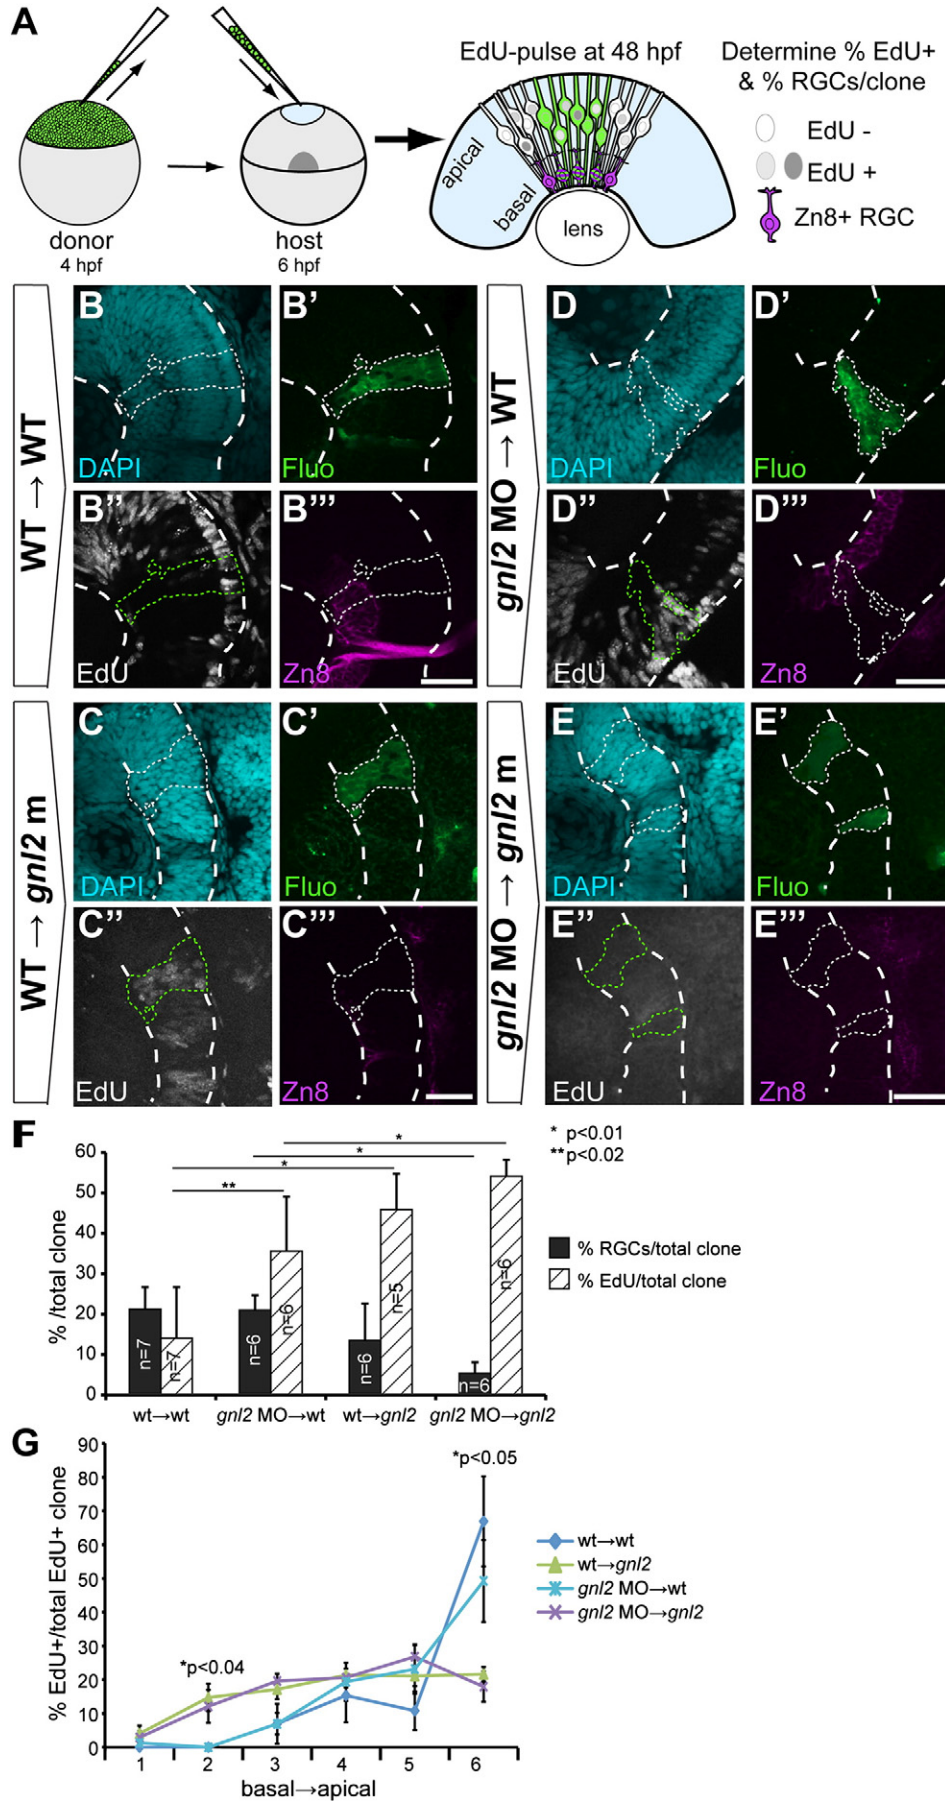 A
EdU-pulse at 48 hpf
Determine % EdU+
& % RGCs/clone
EdU -
EdU +
Zn8+ RGC
apical
basal
lens
donor
4 hpf
host
6 hpf
WT → WT
B
DAPI
B'
Fluo
B''
EdU
B'''
Zn8
gnl2 MO → WT
D
DAPI
D'
Fluo
D''
EdU
D'''
Zn8
WT → gnl2 m
C
DAPI
C'
Fluo
C''
EdU
C'''
Zn8
gnl2 MO → gnl2 m
E
DAPI
E'
Fluo
E''
EdU
E'''
Zn8
F
* p<0.01
**p<0.02
*
*
*
**
% /total clone
60
50
40
30
20
10
0
n=7
n=7
n=6
n=6
n=6
n=5
n=6
n=6
% RGCs/total clone
% EdU/total clone
wt→wt
gnl2 MO→wt
wt→gnl2
gnl2 MO→gnl2
G
% EdU+/total EdU+ clone
90
80
70
60
50
40
30
20
10
0
*p<0.04
*p<0.05
wt→wt
wt→gnl2
gnl2 MO→wt
gnl2 MO→gnl2
1 2 3 4 5 6
basal→apical